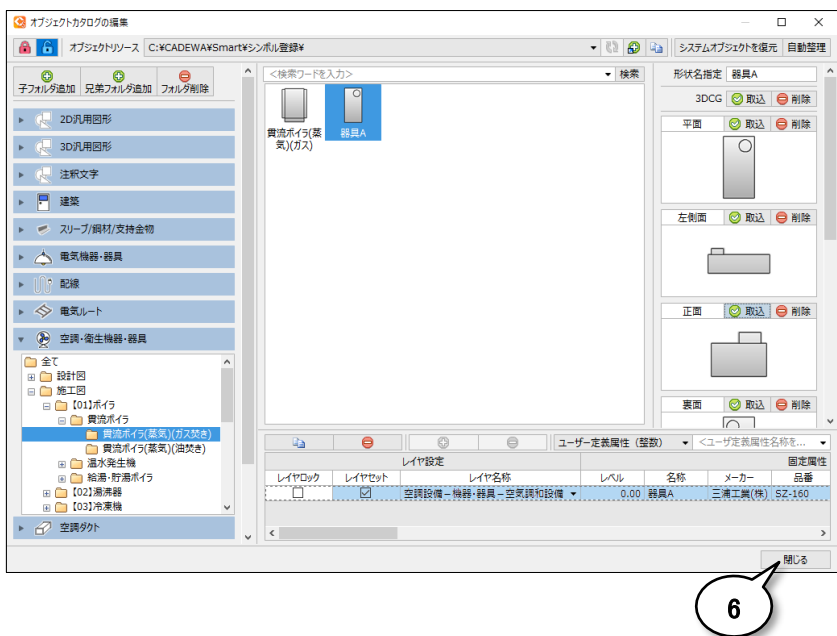 オブジェクトカタログの編集
オブジェクトリソース C:¥CADEWA¥Smart¥シンボル登録¥ システムオブジェクトを復元 自動整理
子フォルダ追加 兄弟フォルダ追加 フォルダ削除
2D汎用図形
3D汎用図形
注釈文字
建築
スリーブ/鋼材/支持金物
電気機器・器具
配線
電気ルート
空調・衛生機器・器具
全て
設計図
施工図
【01】ボイラ
貫流ボイラ
貫流ボイラ(蒸気)(ガス焚き)
貫流ボイラ(蒸気)(油焚き)
温水発生機
給湯・貯湯ボイラ
【02】湯沸器
【03】冷凍機
空調ダクト
<検索ワードを入力> 検索
貫流ボイラ(蒸
気)(ガス)
器具A
形状名指定 器具A
3DCG 取込 削除
平面 取込 削除
左側面 取込 削除
正面 取込 削除
裏面 取込 削除
ユーザー定義属性(整数) <ユーザ定義属性名称を...
レイヤ設定 固定属性
レイヤロック レイヤセット レイヤ名称 レベル 名称 メーカー 品番
空調設備－機器・器具－空気調和設備 0.00 器具A 三浦工業(株) SZ-160
閉じる
6